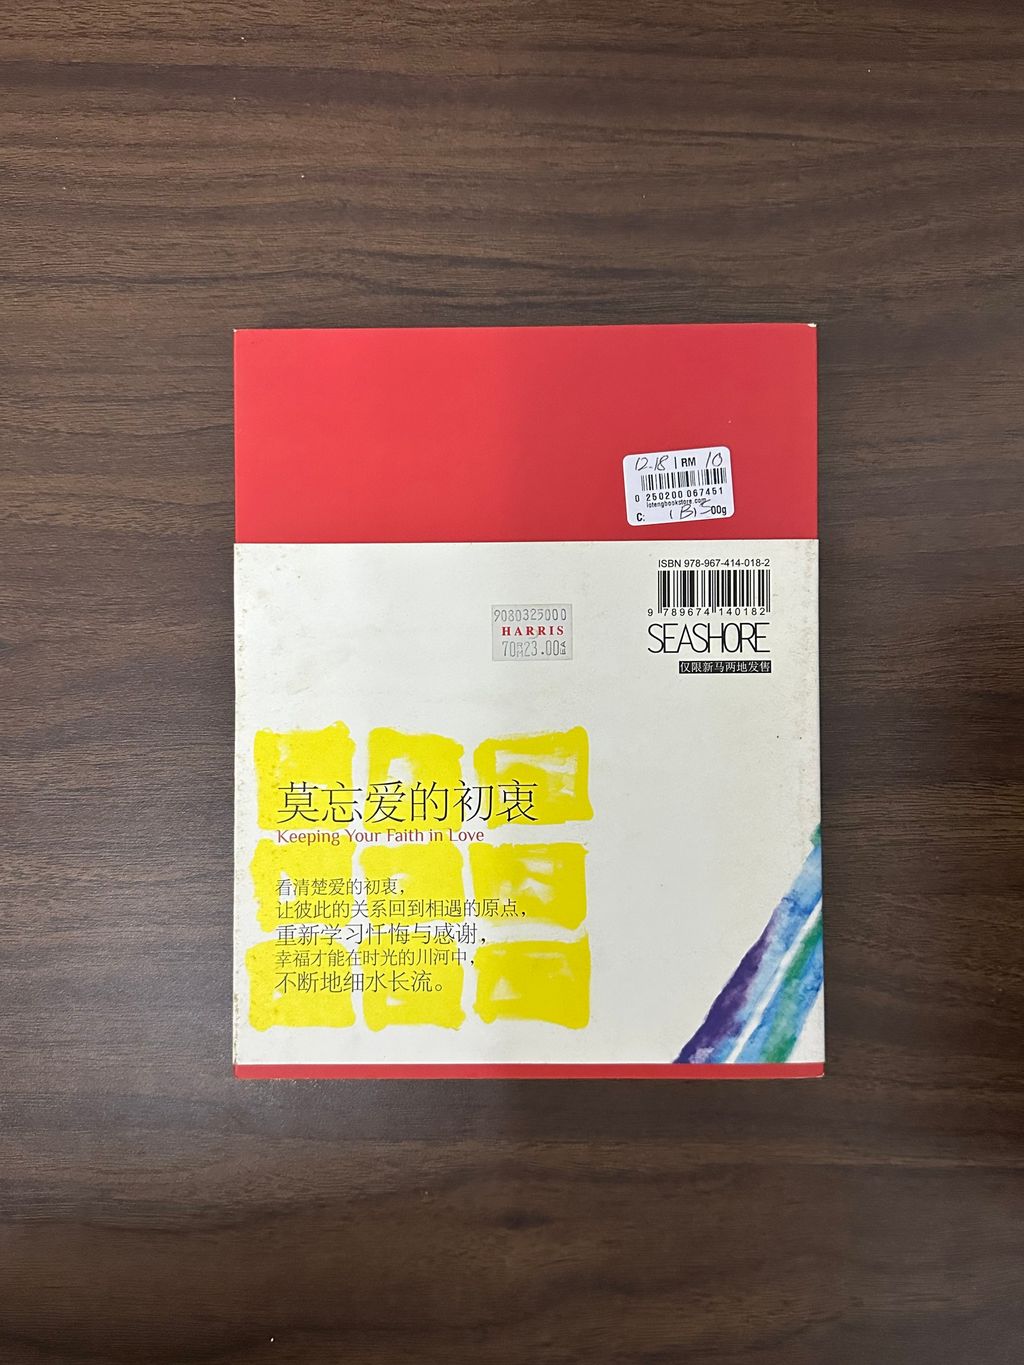 12-18 | RM 10
0 250200 067451
lotengbookstore.com
C: 00g
ISBN 978-967-414-018-2
9 789674 140182
SEASHORE
仅限新马两地发售
9080325000
HARRIS
70RM23.00EA
莫忘爱的初衷
Keeping Your Faith in Love
看清楚爱的初衷，
让彼此的关系回到相遇的原点，
重新学习忏悔与感谢，
幸福才能在时光的川河中，
不断地细水长流。